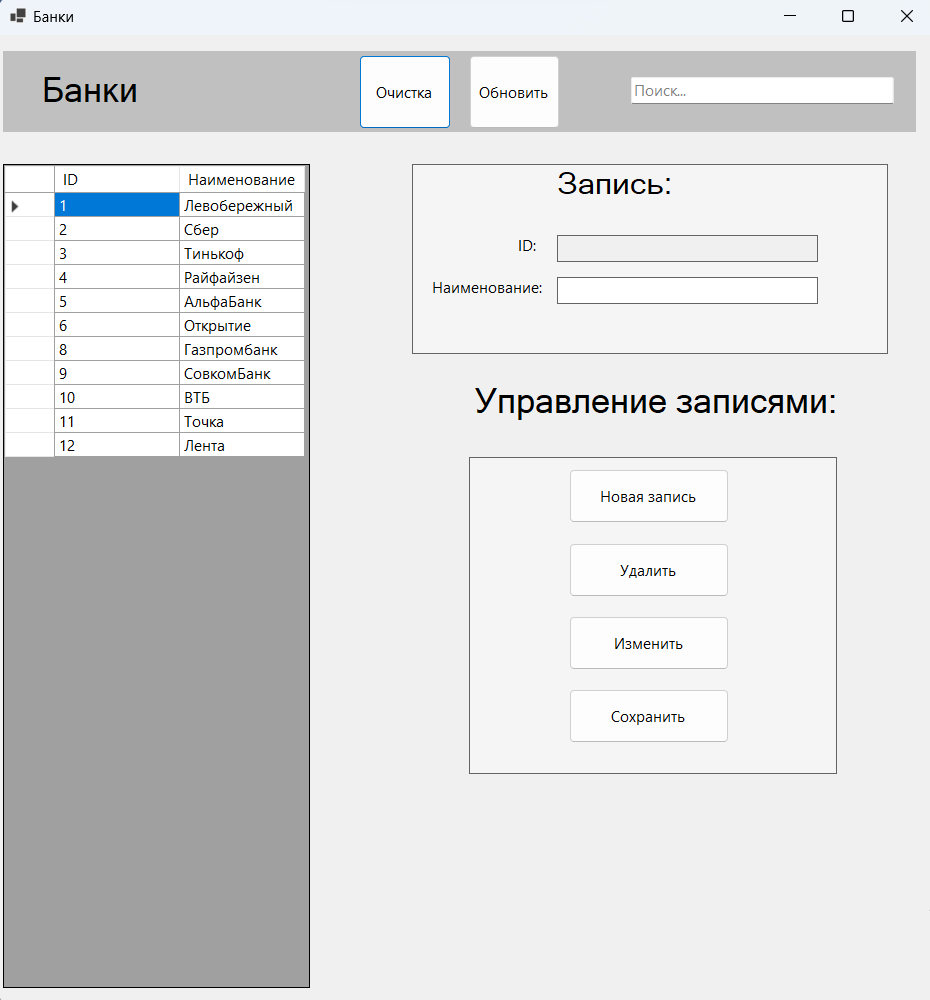 Банки
Банки
Очистка
Обновить
Поиск...
ID Наименование
1 Левобережный
2 Сбер
3 Тинькоф
4 Райфайзен
5 АльфаБанк
6 Открытие
8 Газпромбанк
9 СовкомБанк
10 ВТБ
11 Точка
12 Лента
Запись:
ID:
Наименование:
Управление записями:
Новая запись
Удалить
Изменить
Сохранить